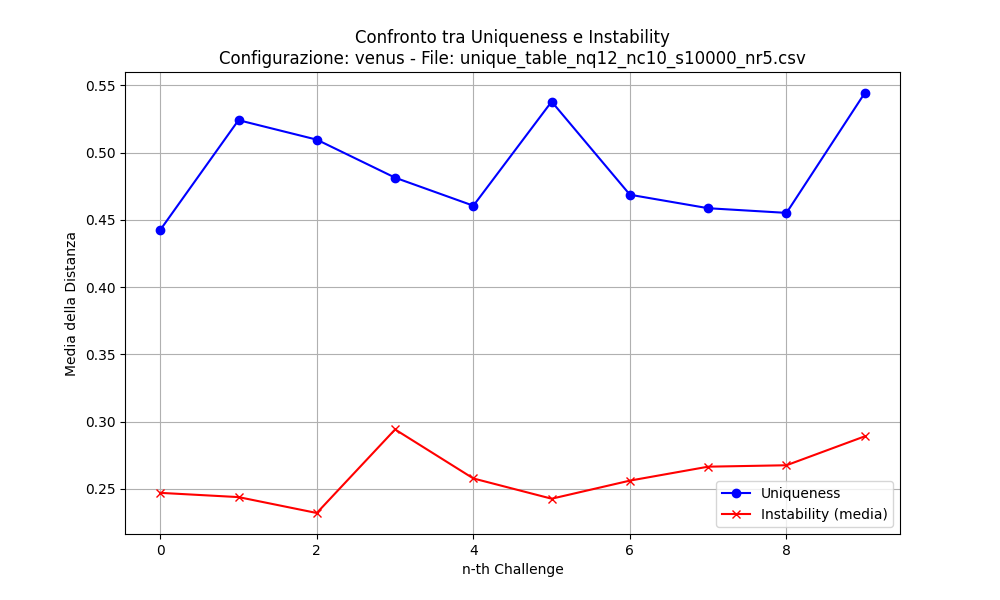 Confronto tra Uniqueness e Instability
Configurazione: venus - File: unique_table_nq12_nc10_s10000_nr5.csv
Media della Distanza
0.55
0.50
0.45
0.40
0.35
0.30
0.25
Uniqueness
Instability (media)
0
2
4
6
8
n-th Challenge